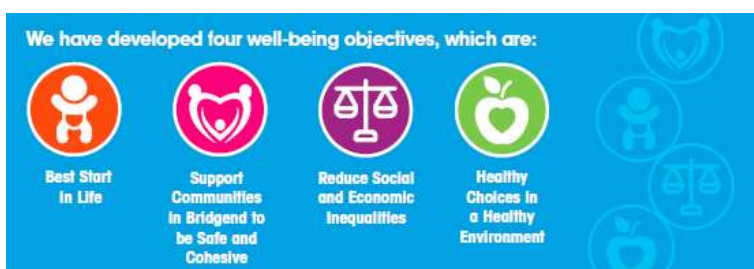 We have developed four well-being objectives, which are:
Best Start
in Life
Support
Communities
in Bridgend to
be Safe and
Cohesive
Reduce Social
and Economic
Inequalities
Healthy
Choices in
a Healthy
Environment